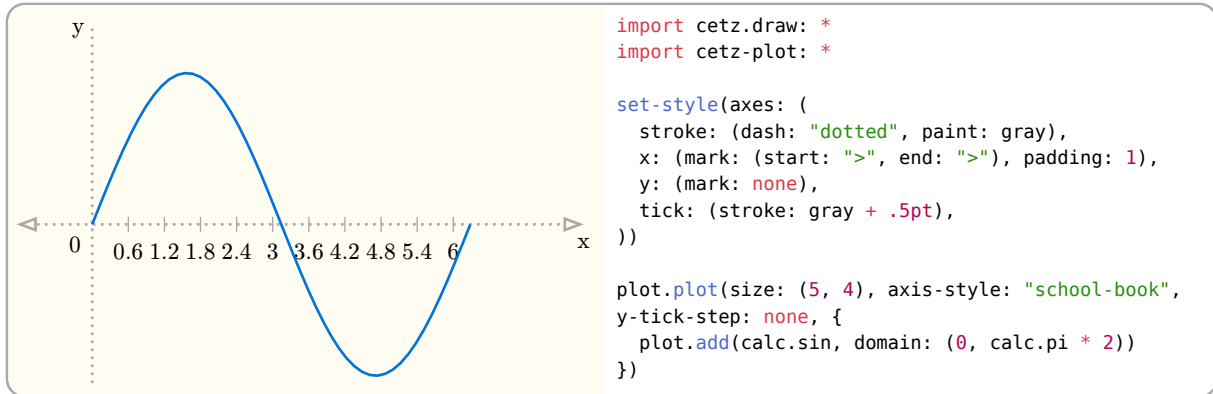 y
0
0.6 1.2 1.8 2.4 3 3.6 4.2 4.8 5.4 6
x
import cetz.draw: *
import cetz-plot: *
set-style(axes: (
  stroke: (dash: "dotted", paint: gray),
  x: (mark: (start: ">", end: ">"), padding: 1),
  y: (mark: none),
  tick: (stroke: gray + .5pt),
))
plot.plot(size: (5, 4), axis-style: "school-book",
y-tick-step: none, {
  plot.add(calc.sin, domain: (0, calc.pi * 2))
})